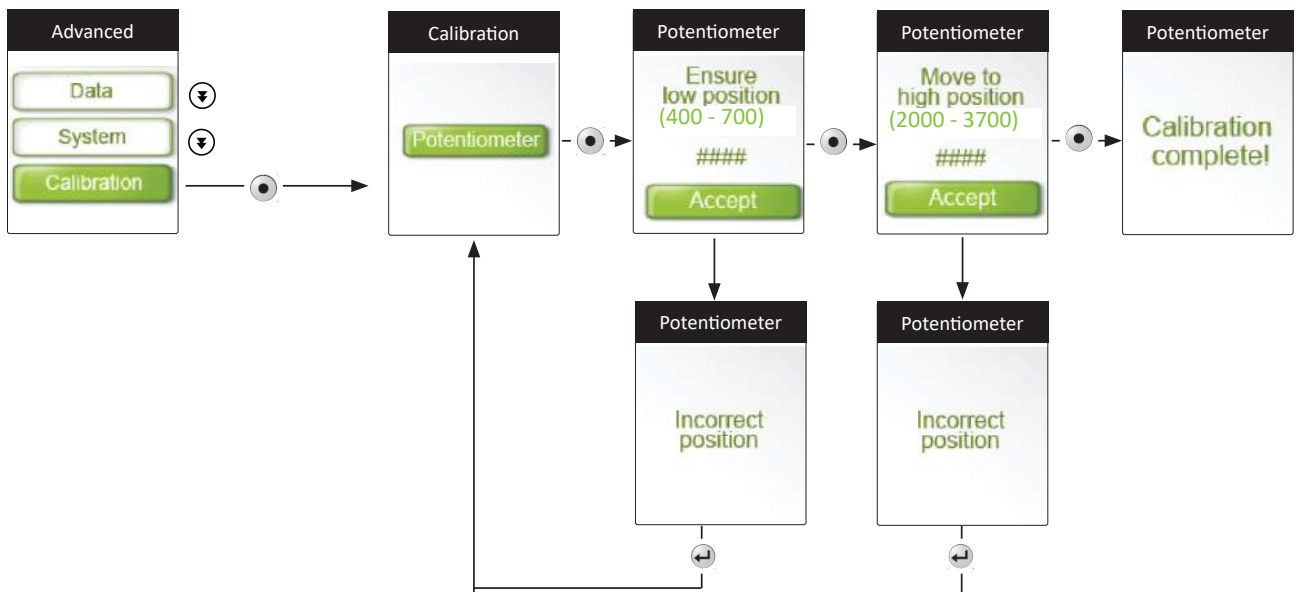 Advanced
Data
System
Calibration
Calibration
Potentiometer
Potentiometer
Ensure
low position
(400 - 700)
####
Accept
Potentiometer
Move to
high position
(2000 - 3700)
####
Accept
Potentiometer
Calibration
complete!
Potentiometer
Incorrect
position
Potentiometer
Incorrect
position